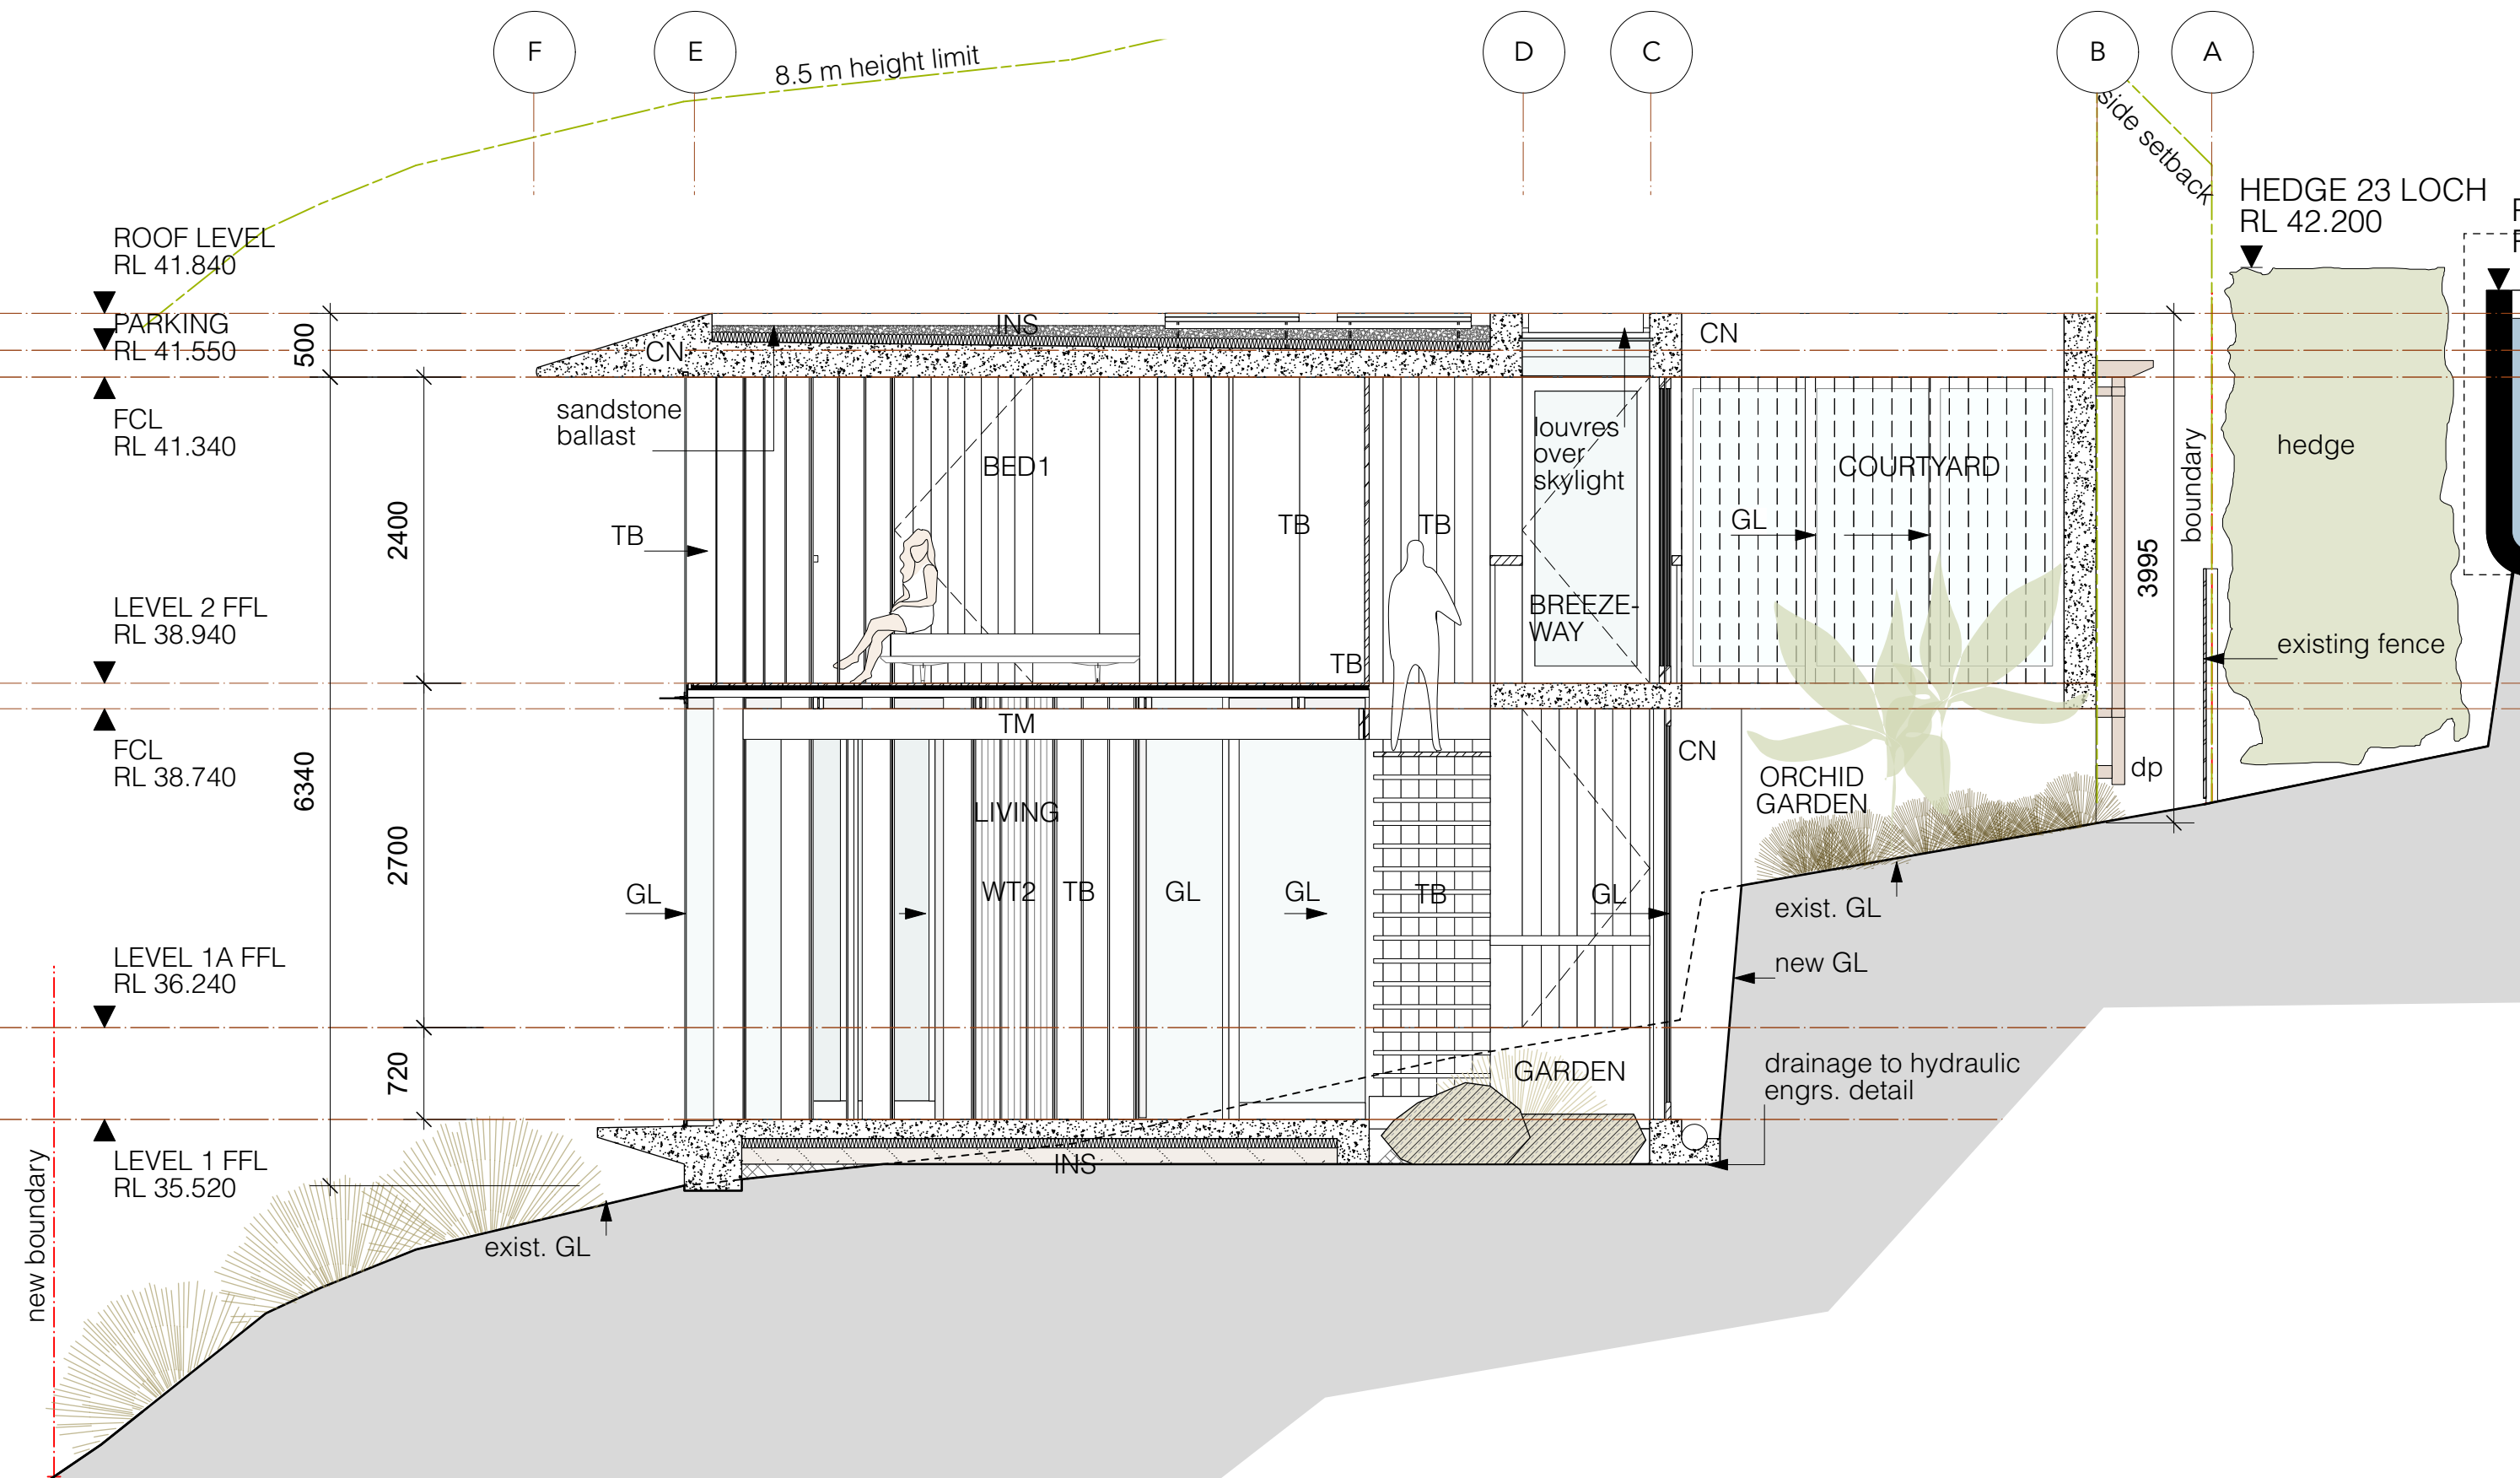 F
E
D
C
B
A
8.5 m height limit
side setback
HEDGE 23 LOCH
RL 42.200
ROOF LEVEL
RL 41.840
PARKING
RL 41.550
500
INS
CN
CN
FCL
RL 41.340
sandstone
ballast
louvres
over
skylight
BED1
COURTYARD
hedge
boundary
2400
TB
TB
TB
GL
3995
LEVEL 2 FFL
RL 38.940
BREEZE-
WAY
existing fence
TB
TM
FCL
RL 38.740
6340
CN
ORCHID
GARDEN
dp
LIVING
2700
GL
WT2
TB
GL
GL
TB
GL
exist. GL
LEVEL 1A FFL
RL 36.240
new GL
720
GARDEN
drainage to hydraulic
engrs. detail
LEVEL 1 FFL
RL 35.520
INS
new boundary
exist. GL